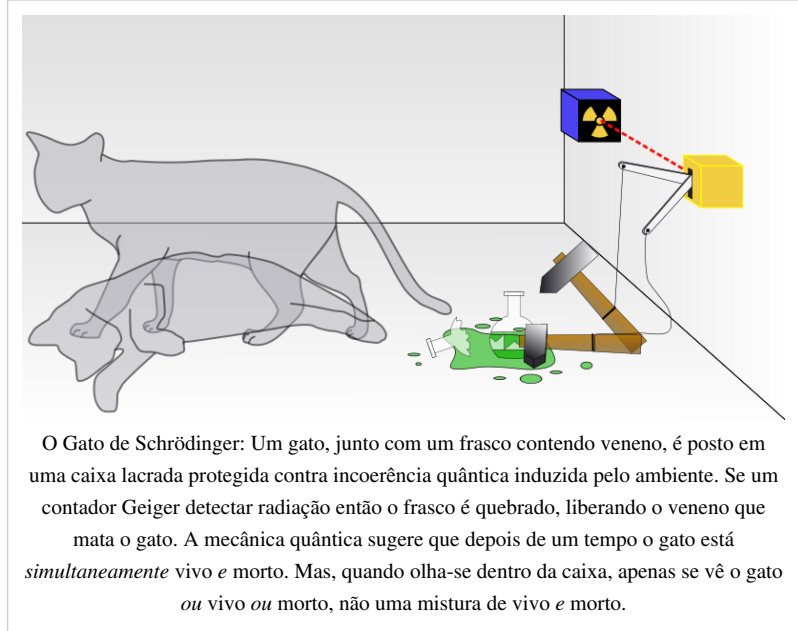 O Gato de Schrödinger: Um gato, junto com um frasco contendo veneno, é posto em
uma caixa lacrada protegida contra incoerência quântica induzida pelo ambiente. Se um
contador Geiger detectar radiação então o frasco é quebrado, liberando o veneno que
mata o gato. A mecânica quântica sugere que depois de um tempo o gato está
simultaneamente vivo e morto. Mas, quando olha-se dentro da caixa, apenas se vê o gato
ou vivo ou morto, não uma mistura de vivo e morto.